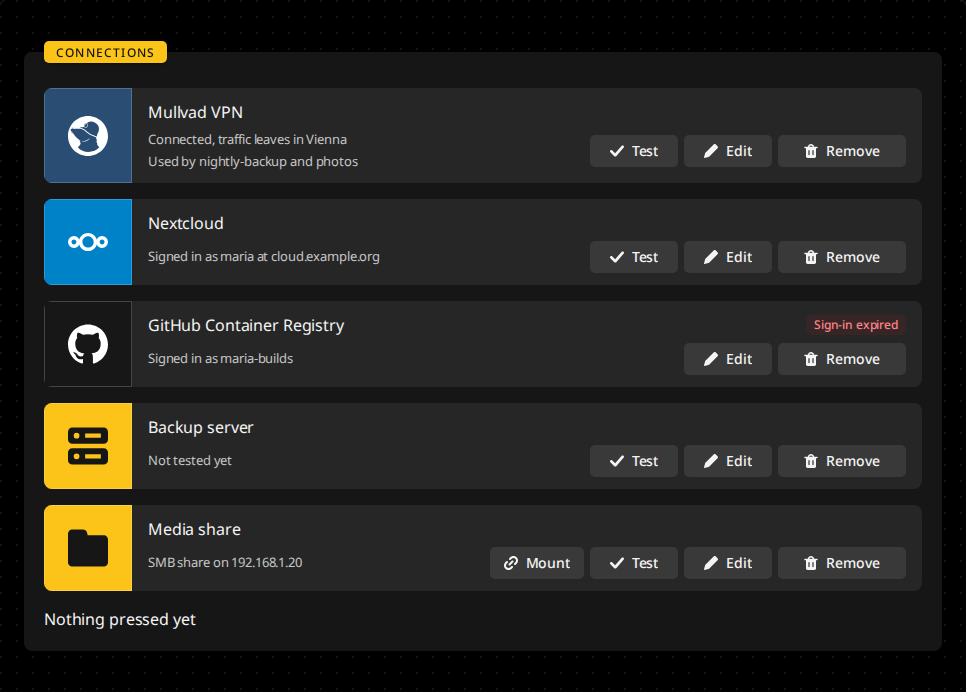 CONNECTIONS
Mullvad VPN
Connected, traffic leaves in Vienna
Used by nightly-backup and photos
Test Edit Remove
Nextcloud
Signed in as maria at cloud.example.org
Test Edit Remove
GitHub Container Registry
Sign-in expired
Signed in as maria-builds
Edit Remove
Backup server
Not tested yet
Test Edit Remove
Media share
SMB share on 192.168.1.20
Mount Test Edit Remove
Nothing pressed yet